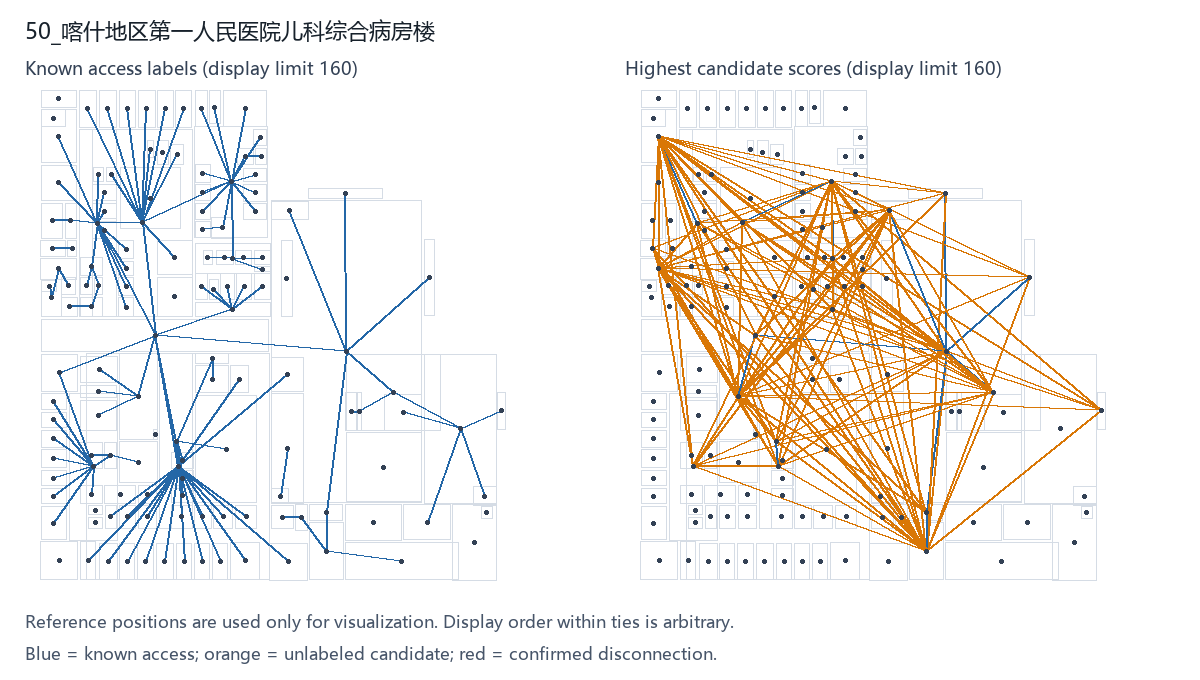 50_喀什地区第一人民医院儿科综合病房楼
Known access labels (display limit 160)
Highest candidate scores (display limit 160)
Reference positions are used only for visualization. Display order within ties is arbitrary.
Blue = known access; orange = unlabeled candidate; red = confirmed disconnection.